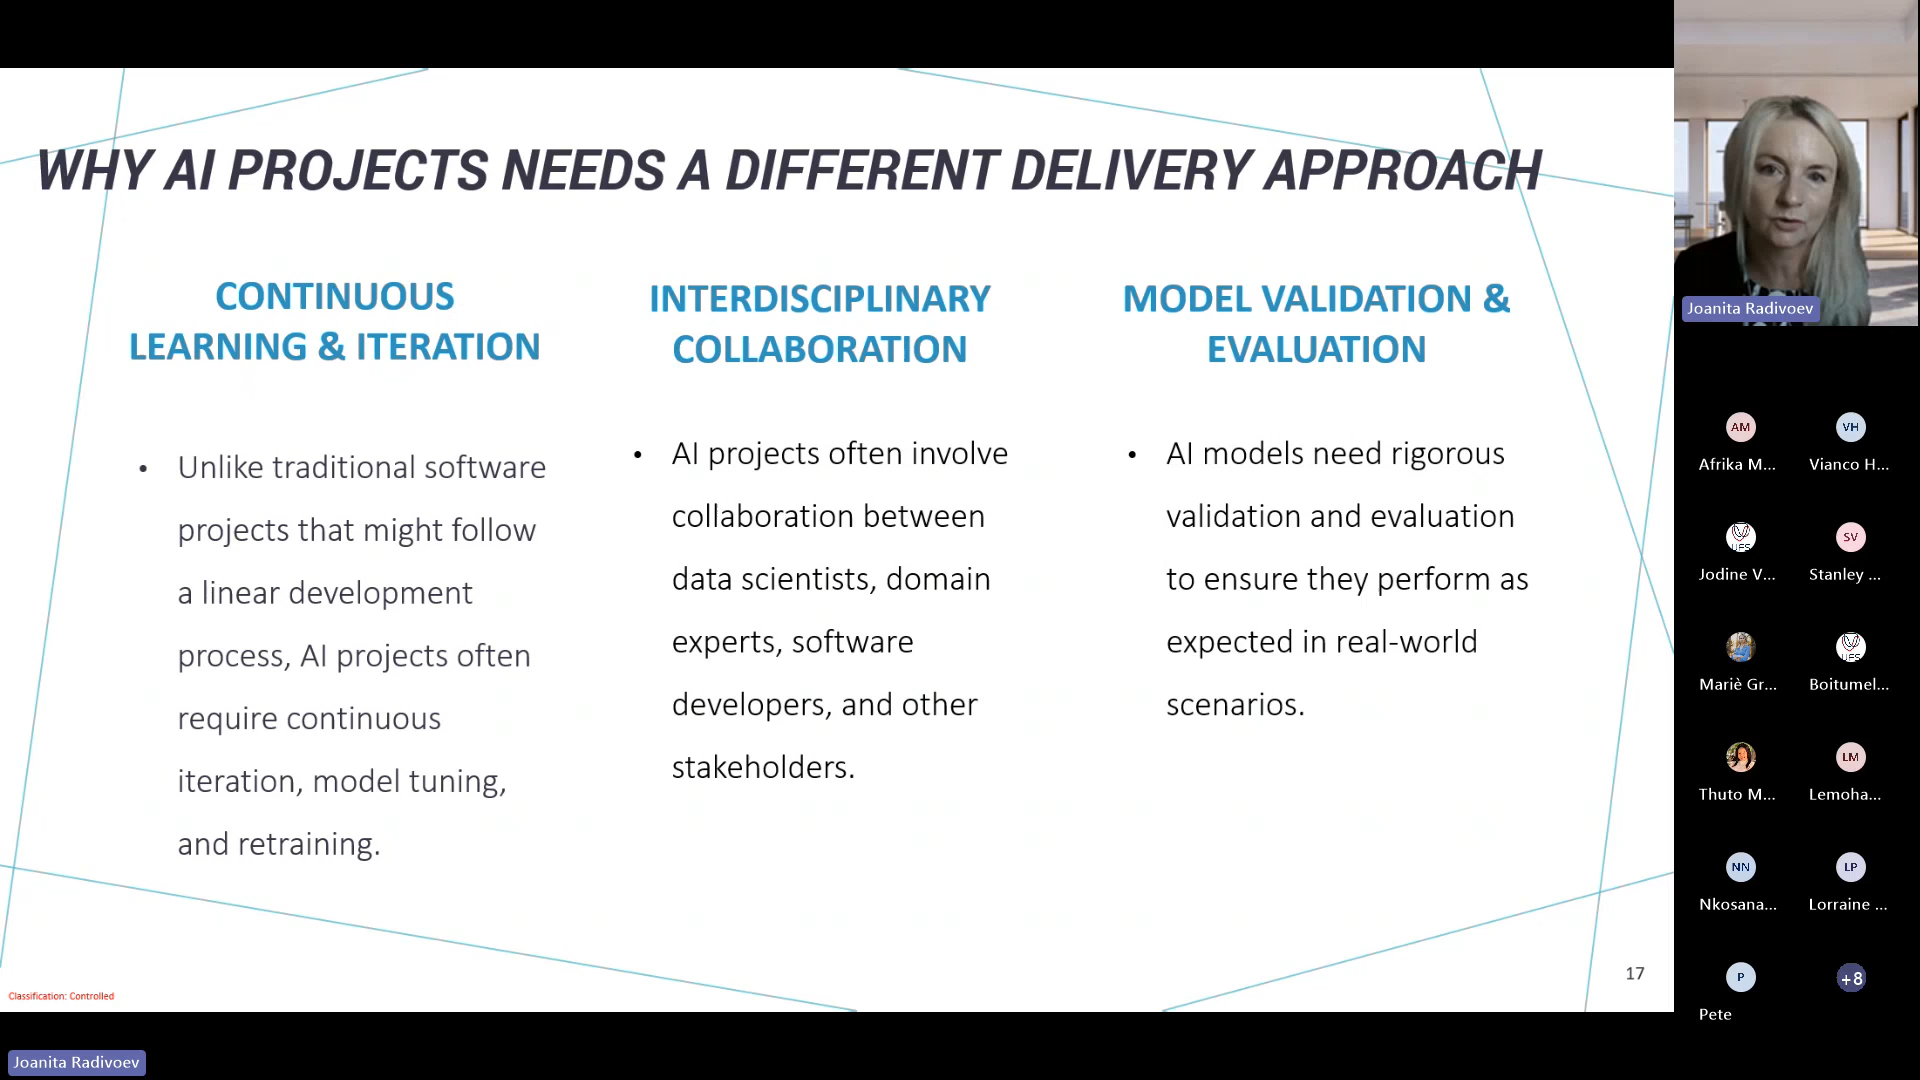 WHY AI PROJECTS NEEDS A DIFFERENT DELIVERY APPROACH
CONTINUOUS
LEARNING & ITERATION
• Unlike traditional software
projects that might follow
a linear development
process, AI projects often
require continuous
iteration, model tuning,
and retraining.
INTERDISCIPLINARY
COLLABORATION
• AI projects often involve
collaboration between
data scientists, domain
experts, software
developers, and other
stakeholders.
MODEL VALIDATION &
EVALUATION
• AI models need rigorous
validation and evaluation
to ensure they perform as
expected in real-world
scenarios.
17
Classification: Controlled
Joanita Radivoev
Joanita Radivoev
AM
Afrika M...
VH
Vianco H...
UFS
Jodine V...
SV
Stanley ...
Mariè Gr...
UFS
Boitumel...
Thuto M...
LM
Lemoha...
NN
Nkosana...
LP
Lorraine ...
P
Pete
+8